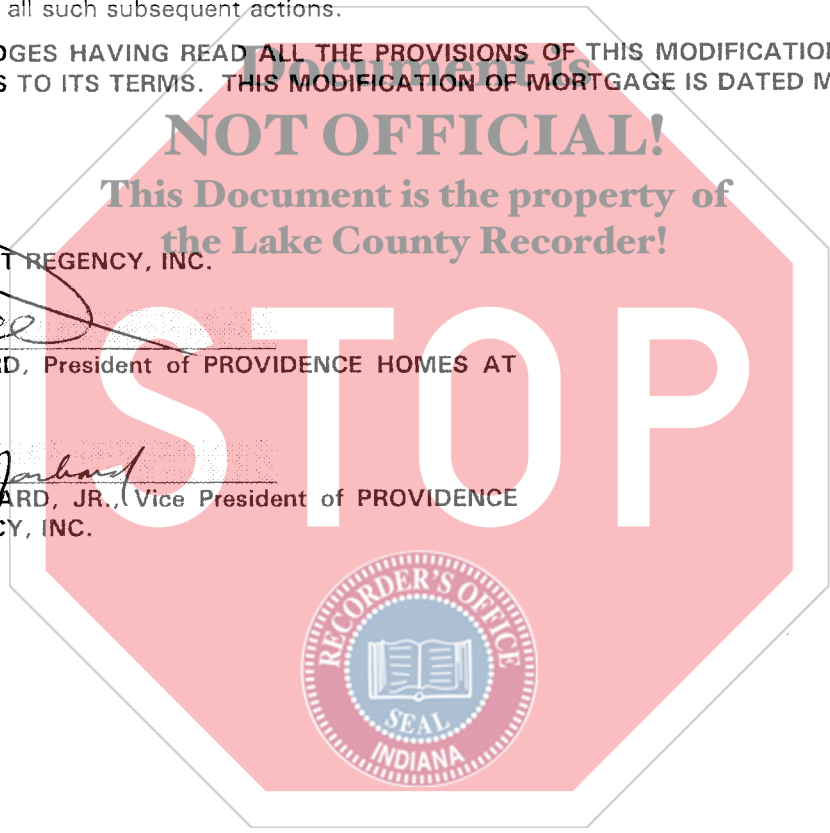 all such subsequent actions.
DGES HAVING READ ALL THE PROVISIONS OF THIS MODIFICATION
S TO ITS TERMS. THIS MODIFICATION OF MORTGAGE IS DATED M
Document is
NOT OFFICIAL!
This Document is the property of
the Lake County Recorder!
T REGENCY, INC.
RD, President of PROVIDENCE HOMES AT
STOP
ARD, JR., Vice President of PROVIDENCE
CY, INC.
RECORDER'S OFFICE
SEAL
INDIANA